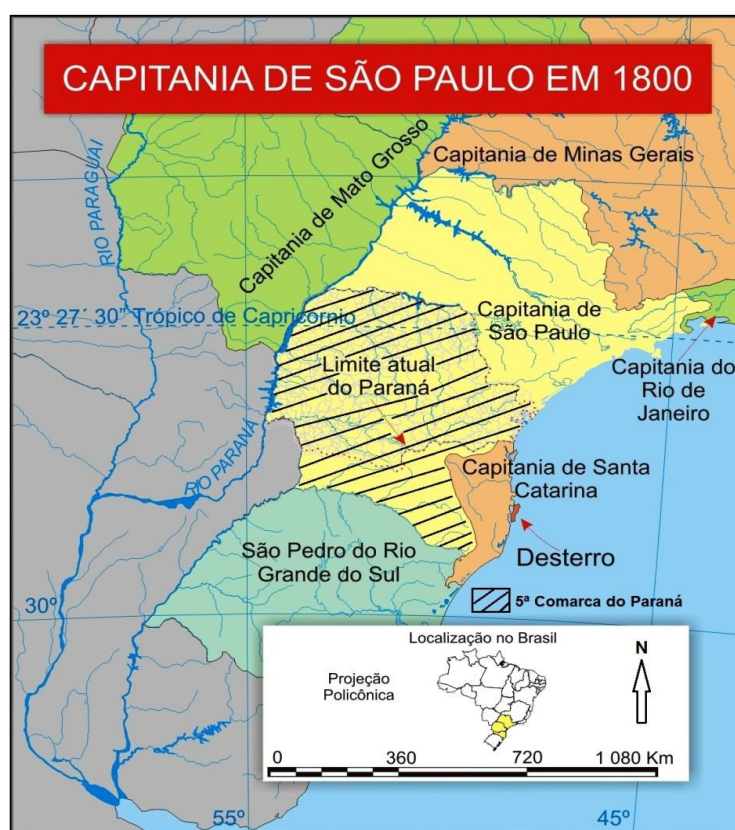 CAPITANIA DE SÃO PAULO EM 1800
RIO PARAGUAI
Capitania de Mato Grosso
Capitania de Minas Gerais
23º 27´ 30” Trópico de Capricornio
Capitania de
São Paulo
Limite atual
do Paraná
Capitania do
Rio de
Janeiro
RIO PARANÁ
Capitania de Santa
Catarina
São Pedro do Rio
Grande do Sul
Desterro
5ª Comarca do Paraná
30º
Localização no Brasil
Projeção
Policônica
N
0 360 720 1 080 Km
55º
45º